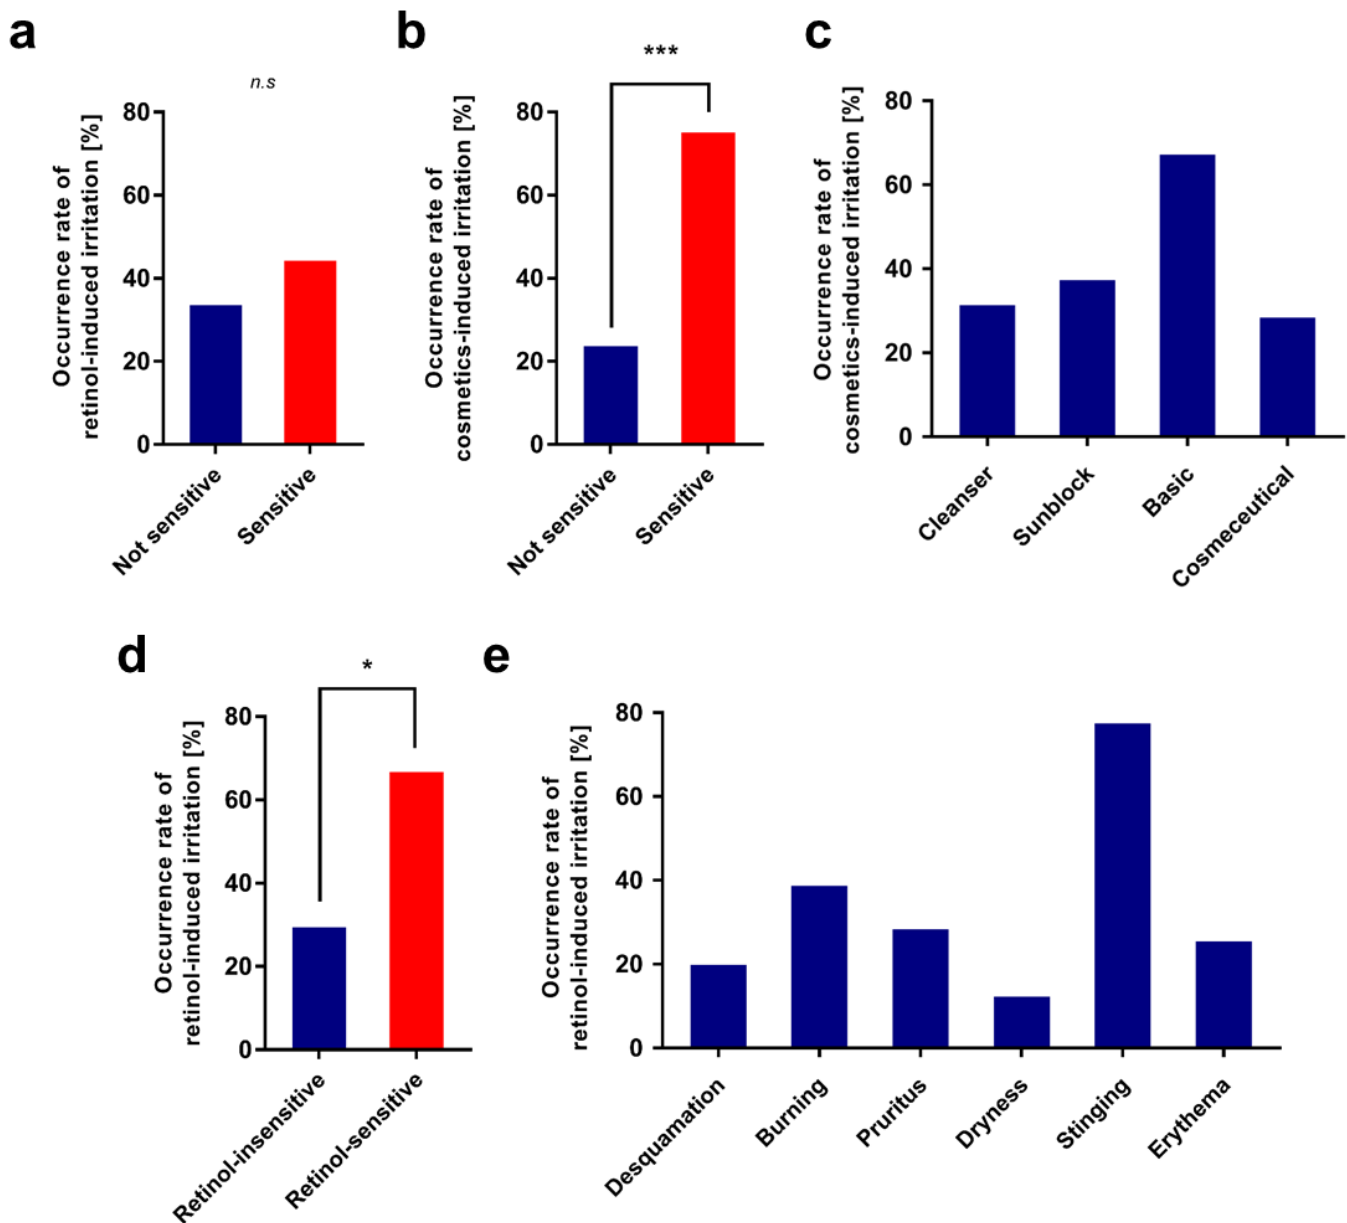 a
n.s
Occurrence rate of
retinol-induced irritation [%]
80
60
40
20
0
Not sensitive
Sensitive
b
***
Occurrence rate of
cosmetics-induced irritation [%]
80
60
40
20
0
Not sensitive
Sensitive
c
Occurrence rate of
cosmetics-induced irritation [%]
80
60
40
20
0
Cleanser
Sunblock
Basic
Cosmeceutical
d
*
Occurrence rate of
retinol-induced irritation [%]
80
60
40
20
0
Retinol-insensitive
Retinol-sensitive
e
Occurrence rate of
retinol-induced irritation [%]
80
60
40
20
0
Desquamation
Burning
Pruritus
Dryness
Stinging
Erythema